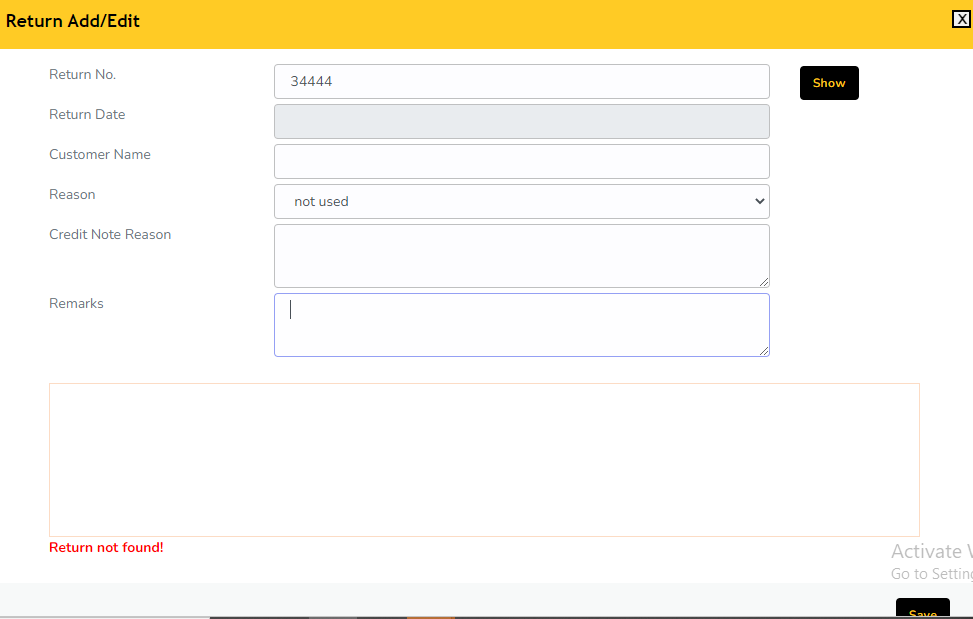 Return Add/Edit
X
Return No.
34444
Show
Return Date
Customer Name
Reason
not used
Credit Note Reason
Remarks
Return not found!
Activate
Go to Setting
Save